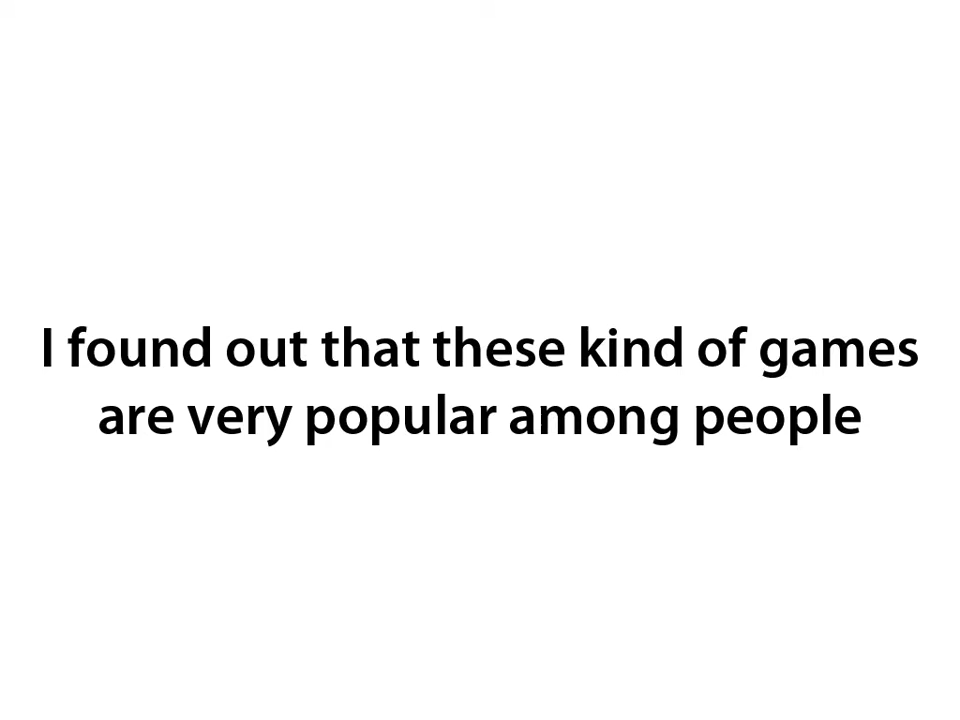 I found out that these kind of games
are very popular among people